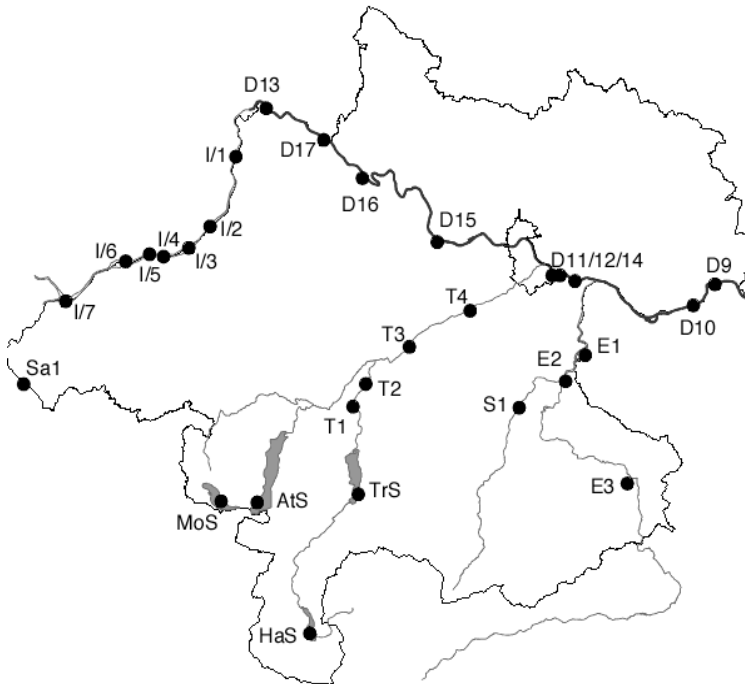 D13
D17
I/1
D16
D15
I/2
I/6
I/4
I/5
I/3
D11/12/14
D9
I/7
T4
D10
T3
E1
Sa1
E2
T2
S1
T1
E3
TrS
AtS
MoS
HaS